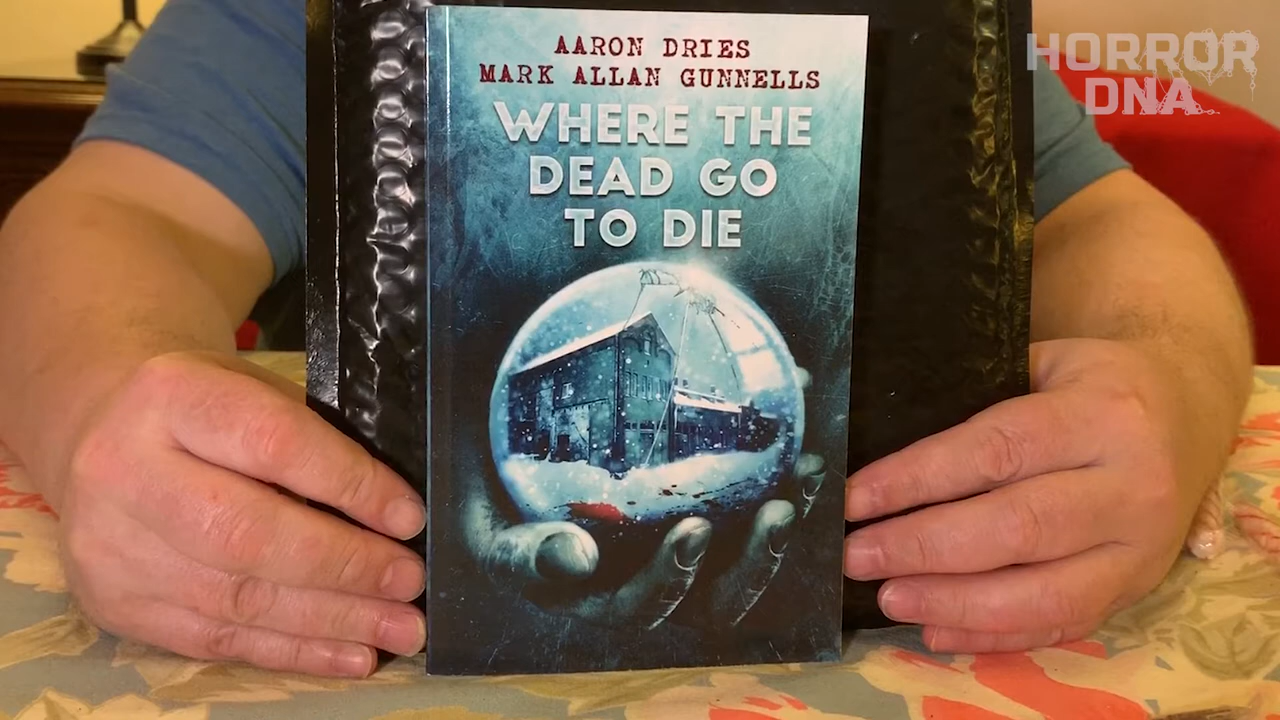 AARON DRIES
MARK ALLAN GUNNELLS
WHERE THE
DEAD GO
TO DIE
HORROR
DNA